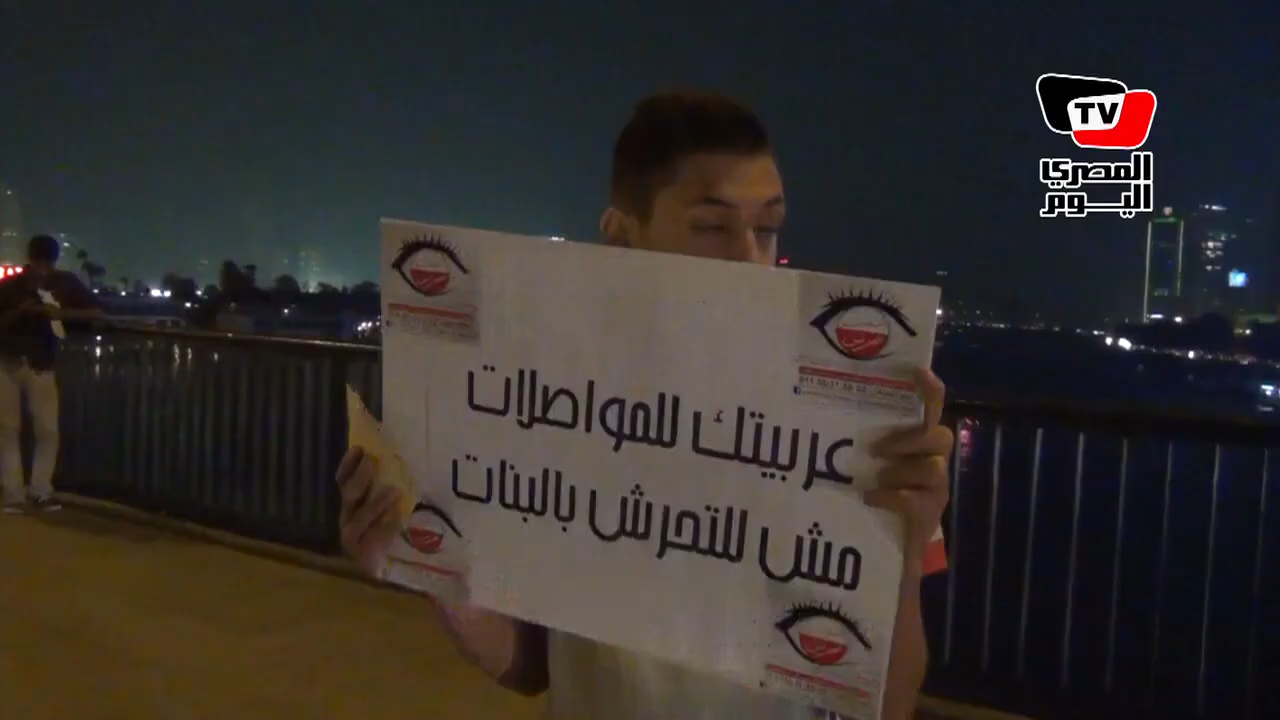 TV
المصري
اليوم
عربيتك للمواصلات
مش للتحرش بالبنات